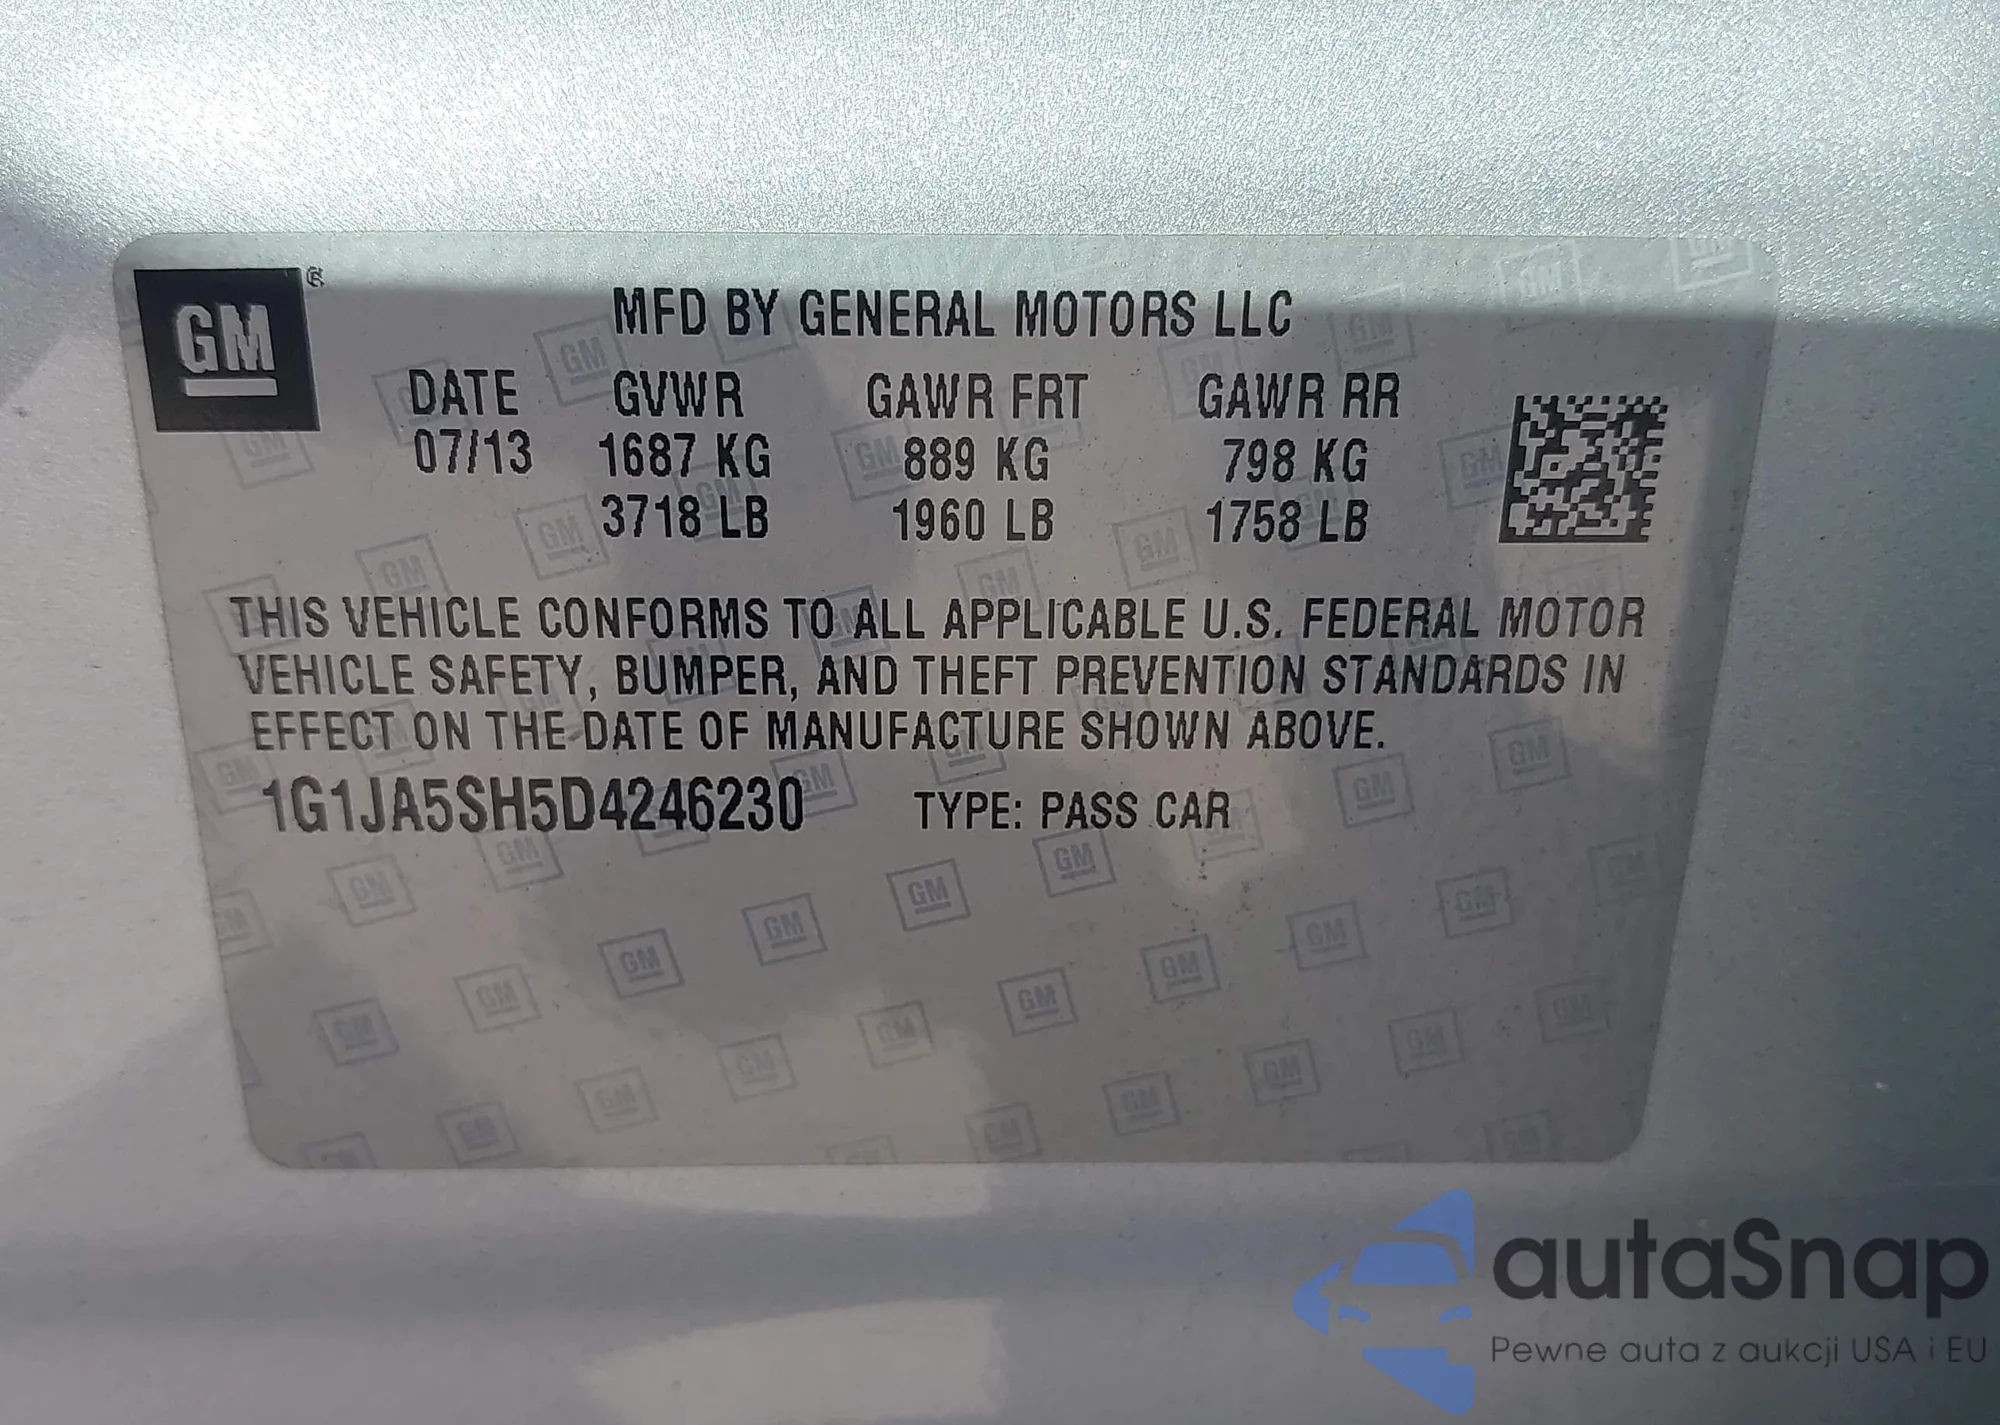 GM
MFD BY GENERAL MOTORS LLC
DATE GVWR GAWR FRT GAWR RR
07/13 1687 KG 889 KG 798 KG
3718 LB 1960 LB 1758 LB
THIS VEHICLE CONFORMS TO ALL APPLICABLE U.S. FEDERAL MOTOR
VEHICLE SAFETY, BUMPER, AND THEFT PREVENTION STANDARDS IN
EFFECT ON THE DATE OF MANUFACTURE SHOWN ABOVE.
1G1JA5SH5D4246230 TYPE: PASS CAR
autaSnap
Pewne auta z aukcji USA i EU